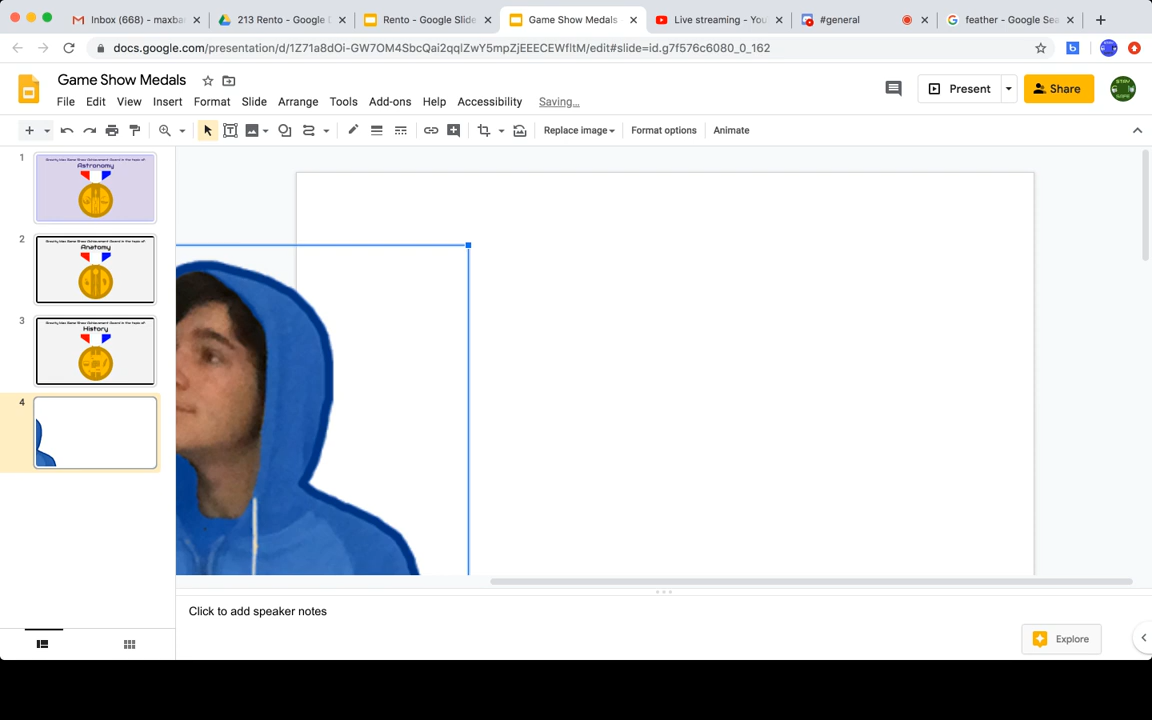 Inbox (668) - maxba
213 Rento - Google D
Rento - Google Slide
Game Show Medals
Live streaming - You
#general
feather - Google Sea
docs.google.com/presentation/d/1Z71a8dOi-GW7OM4SbcQai2qqlZwY5mpZjEEECEWfItM/edit#slide=id.g7f576c6080_0_162
Game Show Medals
Present
Share
File Edit View Insert Format Slide Arrange Tools Add-ons Help Accessibility Saving...
Replace image Format options Animate
1
Astronomy
2
Anatomy
3
History
4
Click to add speaker notes
Explore